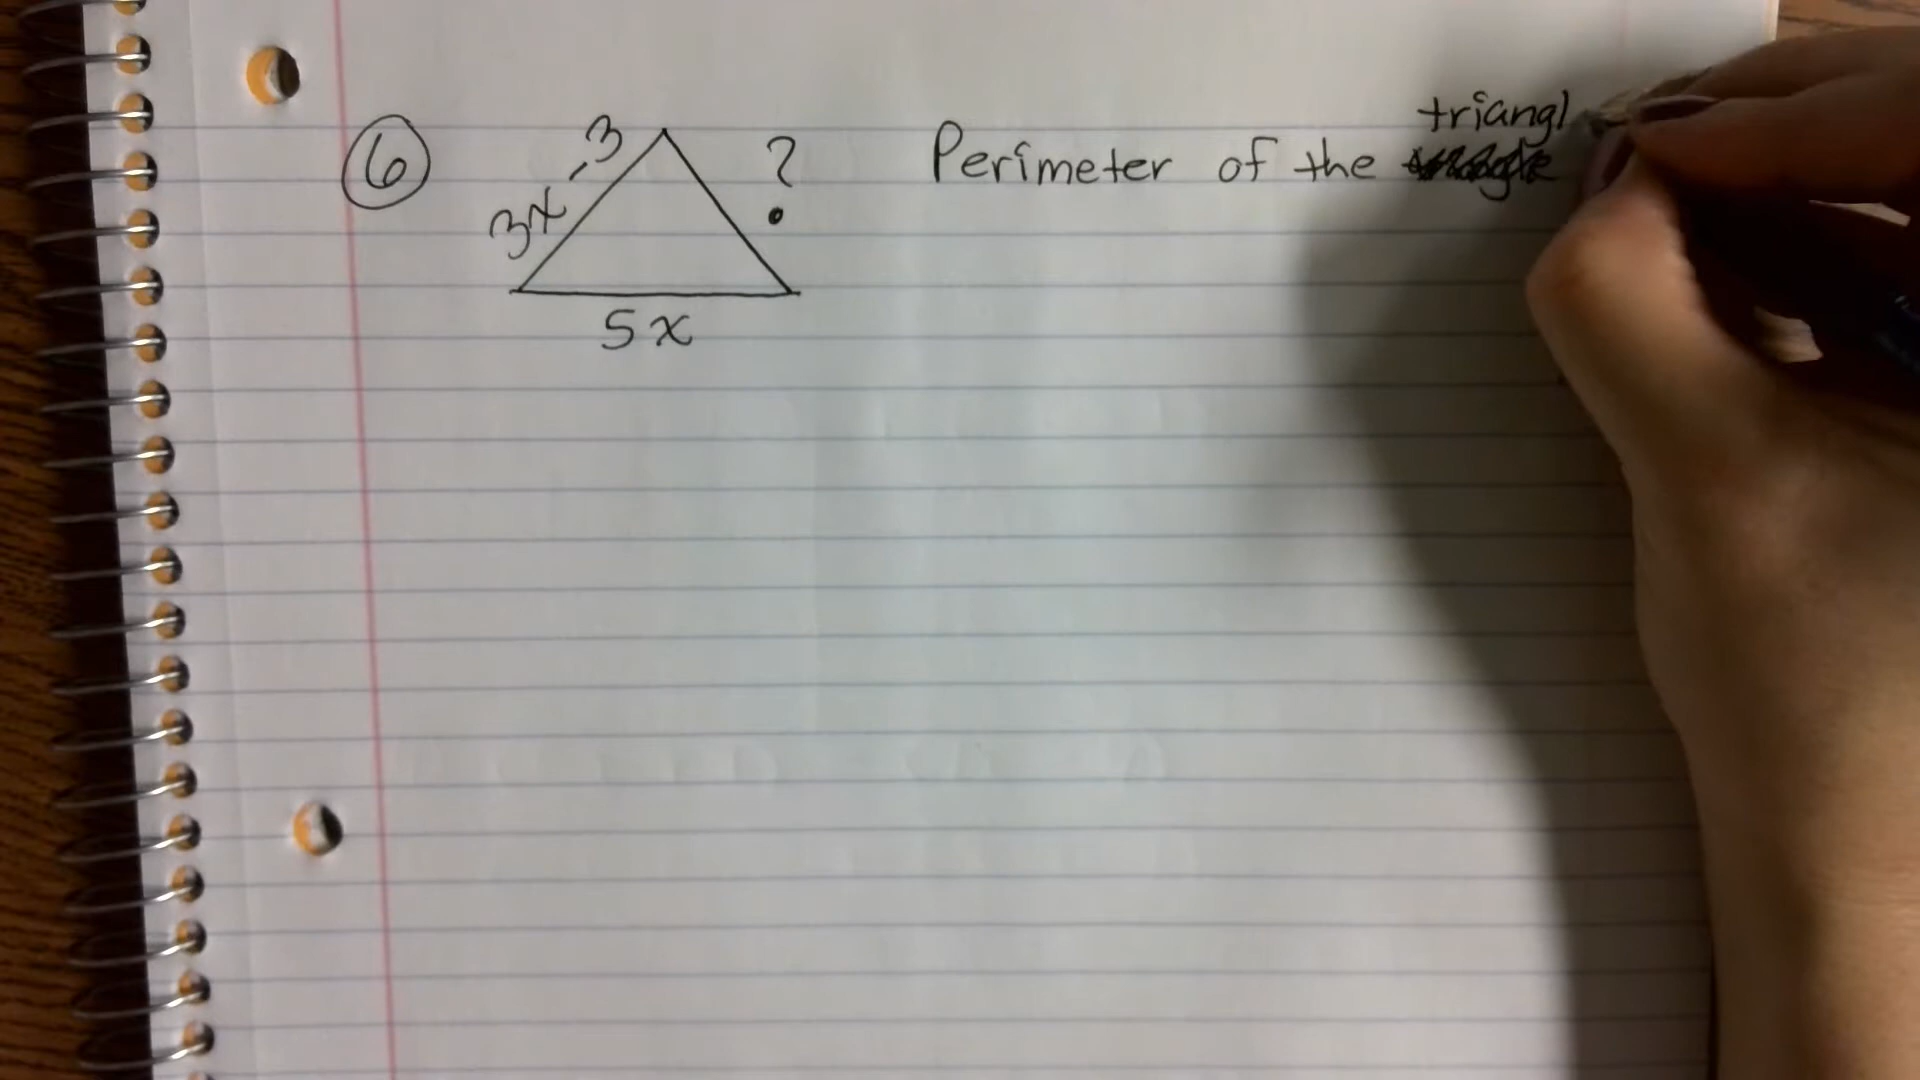 6
3x-3
?
5x
triangl
Perimeter of the